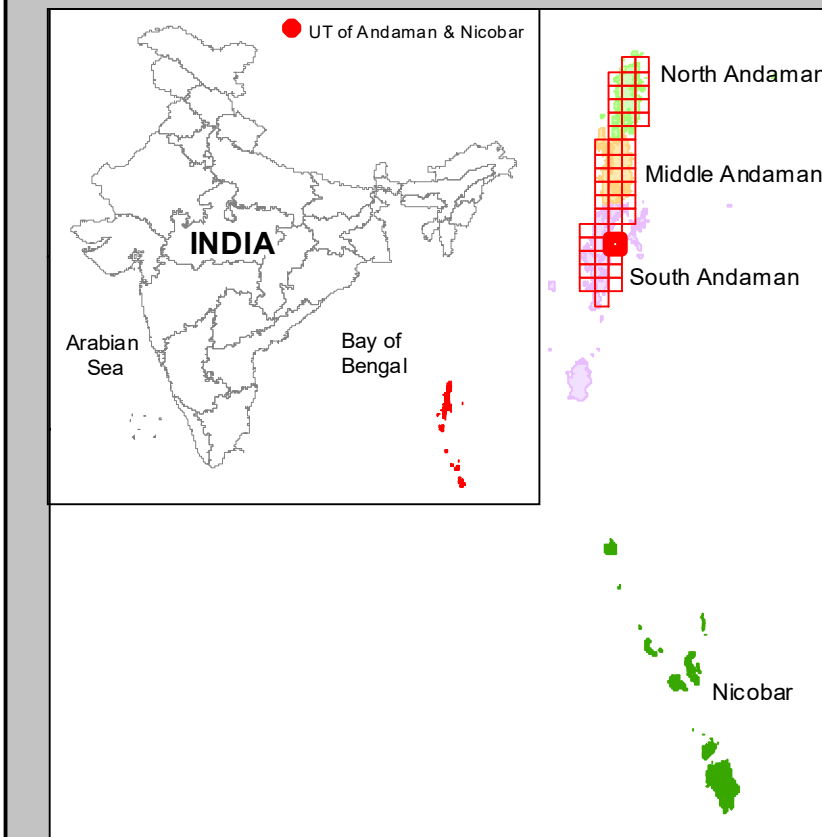 UT of Andaman & Nicobar
North Andaman
Middle Andaman
INDIA
South Andaman
Arabian
Sea
Bay of
Bengal
Nicobar